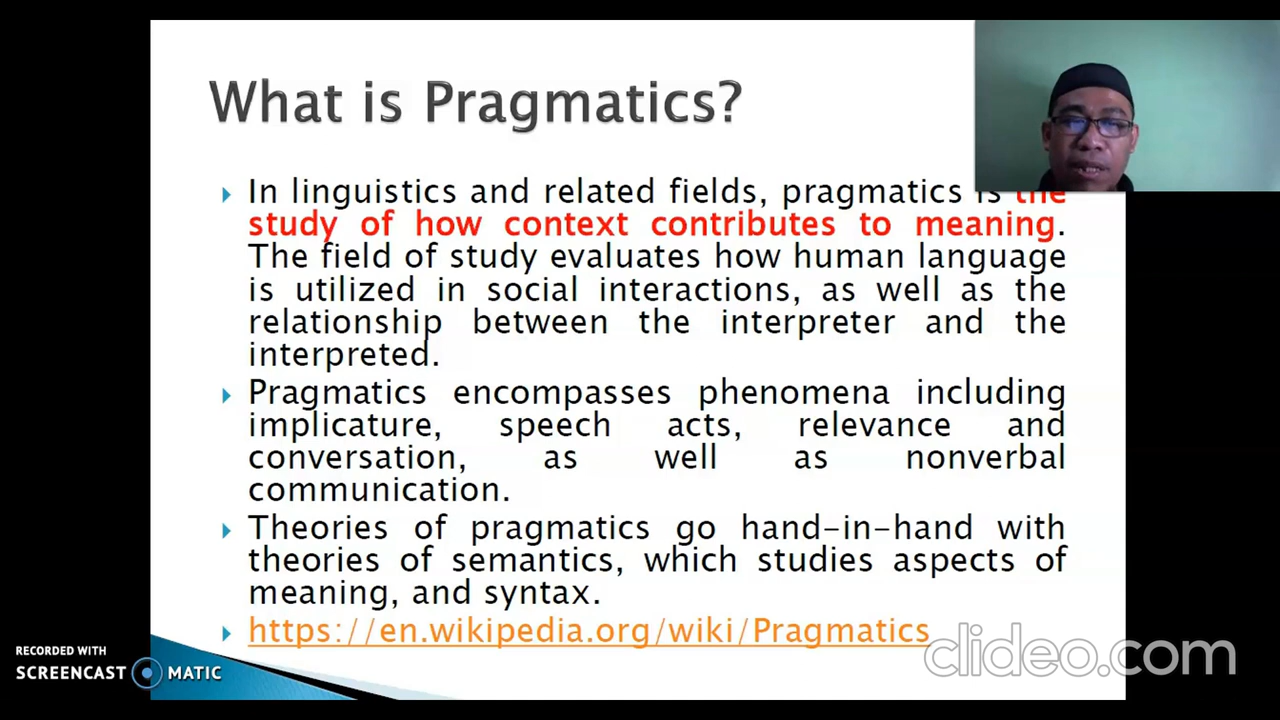 What is Pragmatics?
In linguistics and related fields, pragmatics is the
study of how context contributes to meaning.
The field of study evaluates how human language
is utilized in social interactions, as well as the
relationship between the interpreter and the
interpreted.
Pragmatics encompasses phenomena including
implicature, speech acts, relevance and
conversation, as well as nonverbal
communication.
Theories of pragmatics go hand-in-hand with
theories of semantics, which studies aspects of
meaning, and syntax.
https://en.wikipedia.org/wiki/Pragmatics
RECORDED WITH
SCREENCAST MATIC
clideo.com